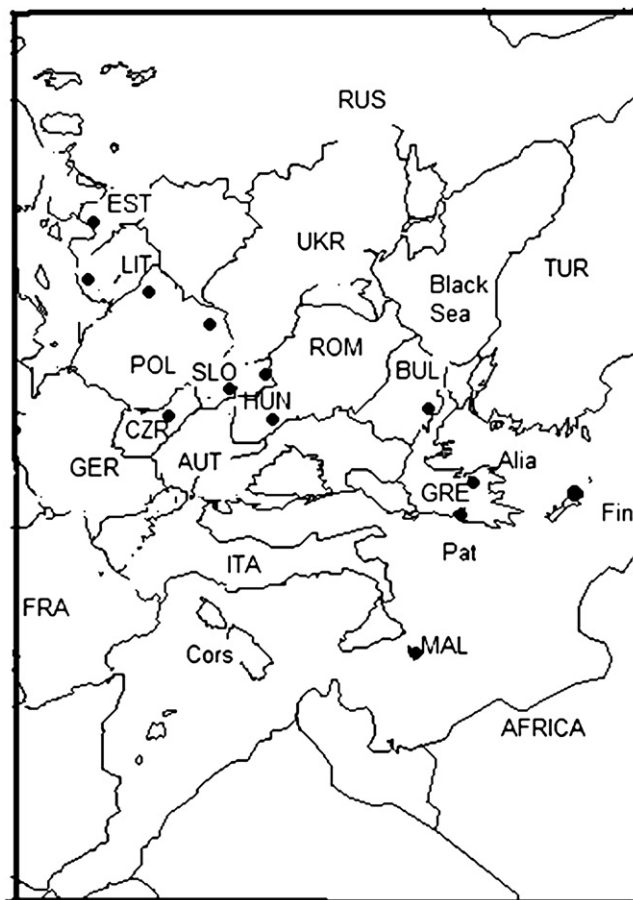 RUS
EST
UKR
LIT
TUR
Black
Sea
ROM
POL
SLO
BUL
HUN
CZR
GER
AUT
Alia
GRE
Fin
Pat
ITA
FRA
Cors
MAL
AFRICA